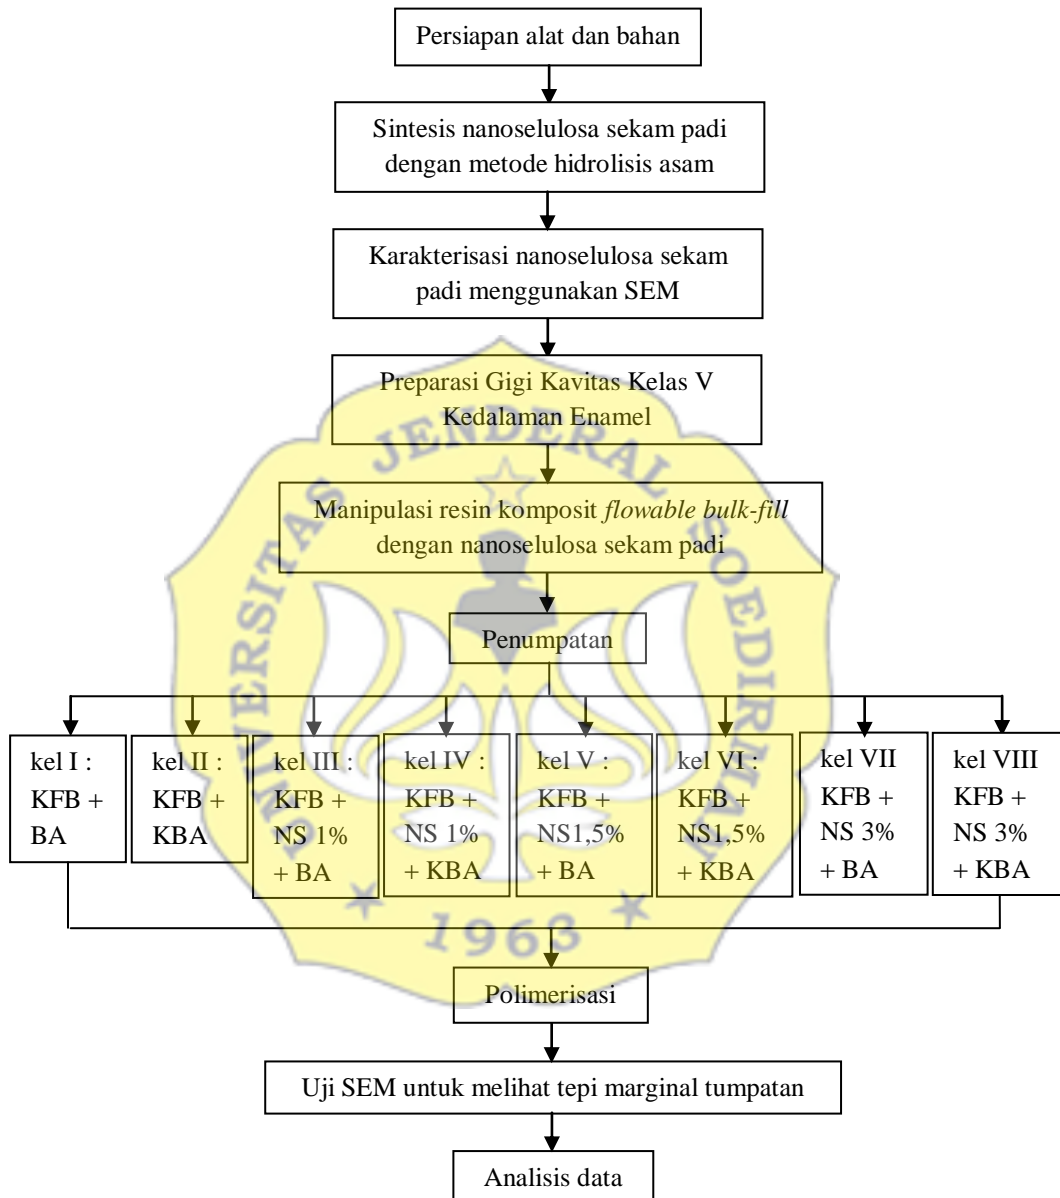 Persiapan alat dan bahan
Sintesis nanoselulosa sekam padi
dengan metode hidrolisis asam
Karakterisasi nanoselulosa sekam
padi menggunakan SEM
Preparasi Gigi Kavitas Kelas V
Kedalaman Enamel
Manipulasi resin komposit flowable bulk-fill
dengan nanoselulosa sekam padi
Penumpatan
kel I :
KFB +
BA
kel II :
KFB +
KBA
kel III :
KFB +
NS 1%
+ BA
kel IV :
KFB +
NS 1%
+ KBA
kel V :
KFB +
NS1,5%
+ BA
kel VI :
KFB +
NS1,5%
+ KBA
kel VII
KFB +
NS 3%
+ BA
kel VIII
KFB +
NS 3%
+ KBA
Polimerisasi
Uji SEM untuk melihat tepi marginal tumpatan
Analisis data
UNIVERSITAS JENDERAL SOEDIRMAN
1963